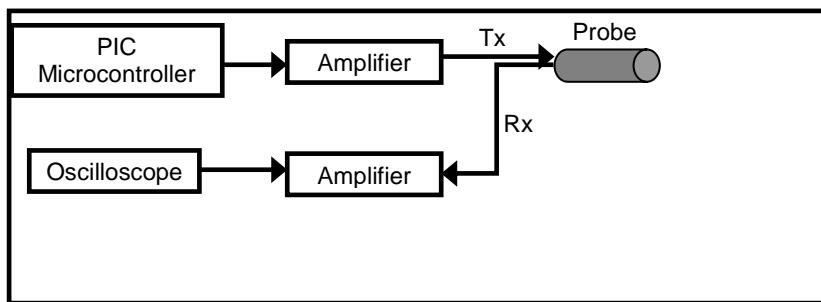 PIC
Microcontroller
Amplifier
Tx
Probe
Rx
Oscilloscope
Amplifier